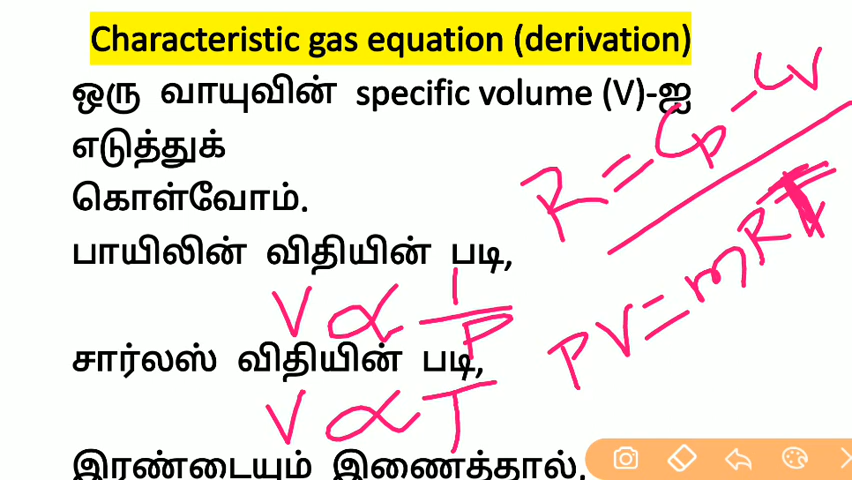 Characteristic gas equation (derivation)
ஒரு வாயுவின் specific volume (V)-ஐ
எடுத்துக்
கொள்வோம்.
பாயிலின் விதியின் படி,
V ∝ 1/P
சார்லஸ் விதியின் படி,
V ∝ T
இரண்டையும் இணைத்தால்,
R = Cp - Cv
PV = mRT